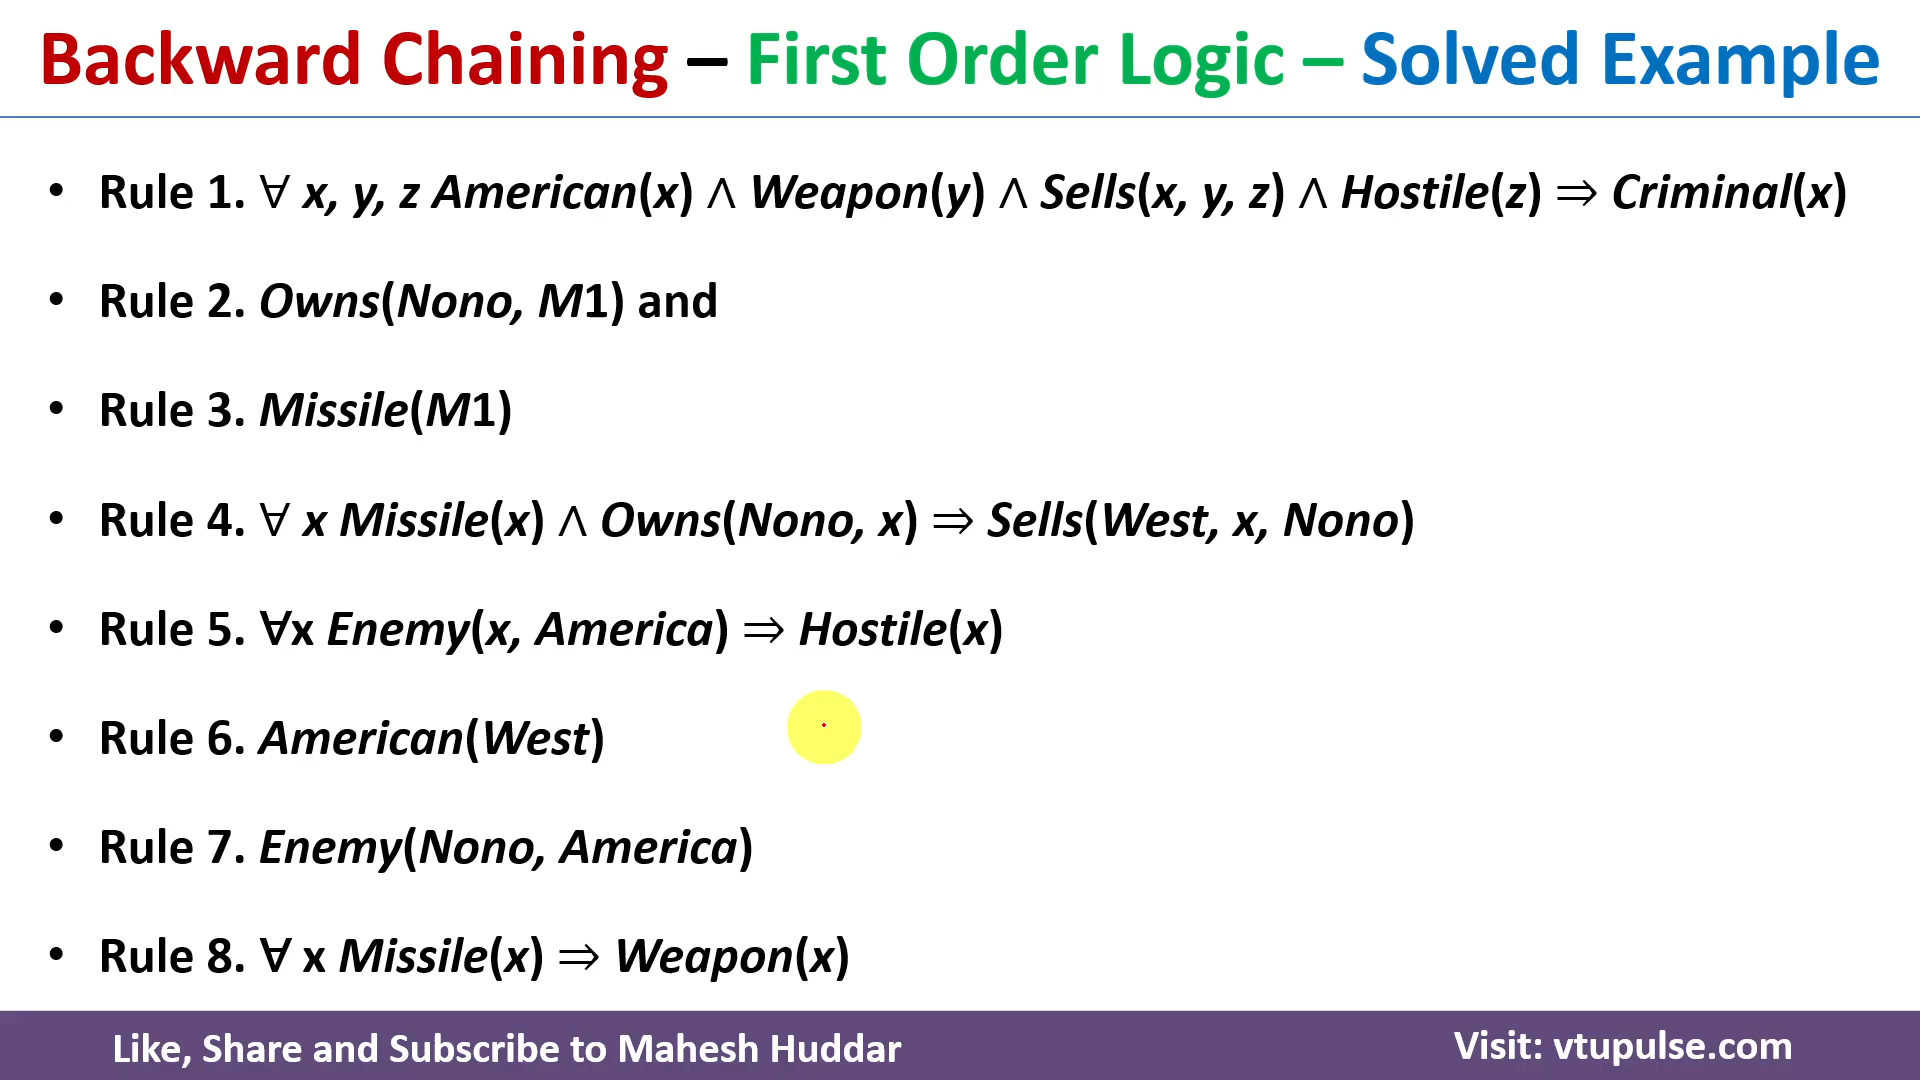 Backward Chaining – First Order Logic – Solved Example
• Rule 1. ∀ x, y, z American(x) ∧ Weapon(y) ∧ Sells(x, y, z) ∧ Hostile(z) ⇒ Criminal(x)
• Rule 2. Owns(Nono, M1) and
• Rule 3. Missile(M1)
• Rule 4. ∀ x Missile(x) ∧ Owns(Nono, x) ⇒ Sells(West, x, Nono)
• Rule 5. ∀x Enemy(x, America) ⇒ Hostile(x)
• Rule 6. American(West)
• Rule 7. Enemy(Nono, America)
• Rule 8. ∀ x Missile(x) ⇒ Weapon(x)
Like, Share and Subscribe to Mahesh Huddar
Visit: vtupulse.com